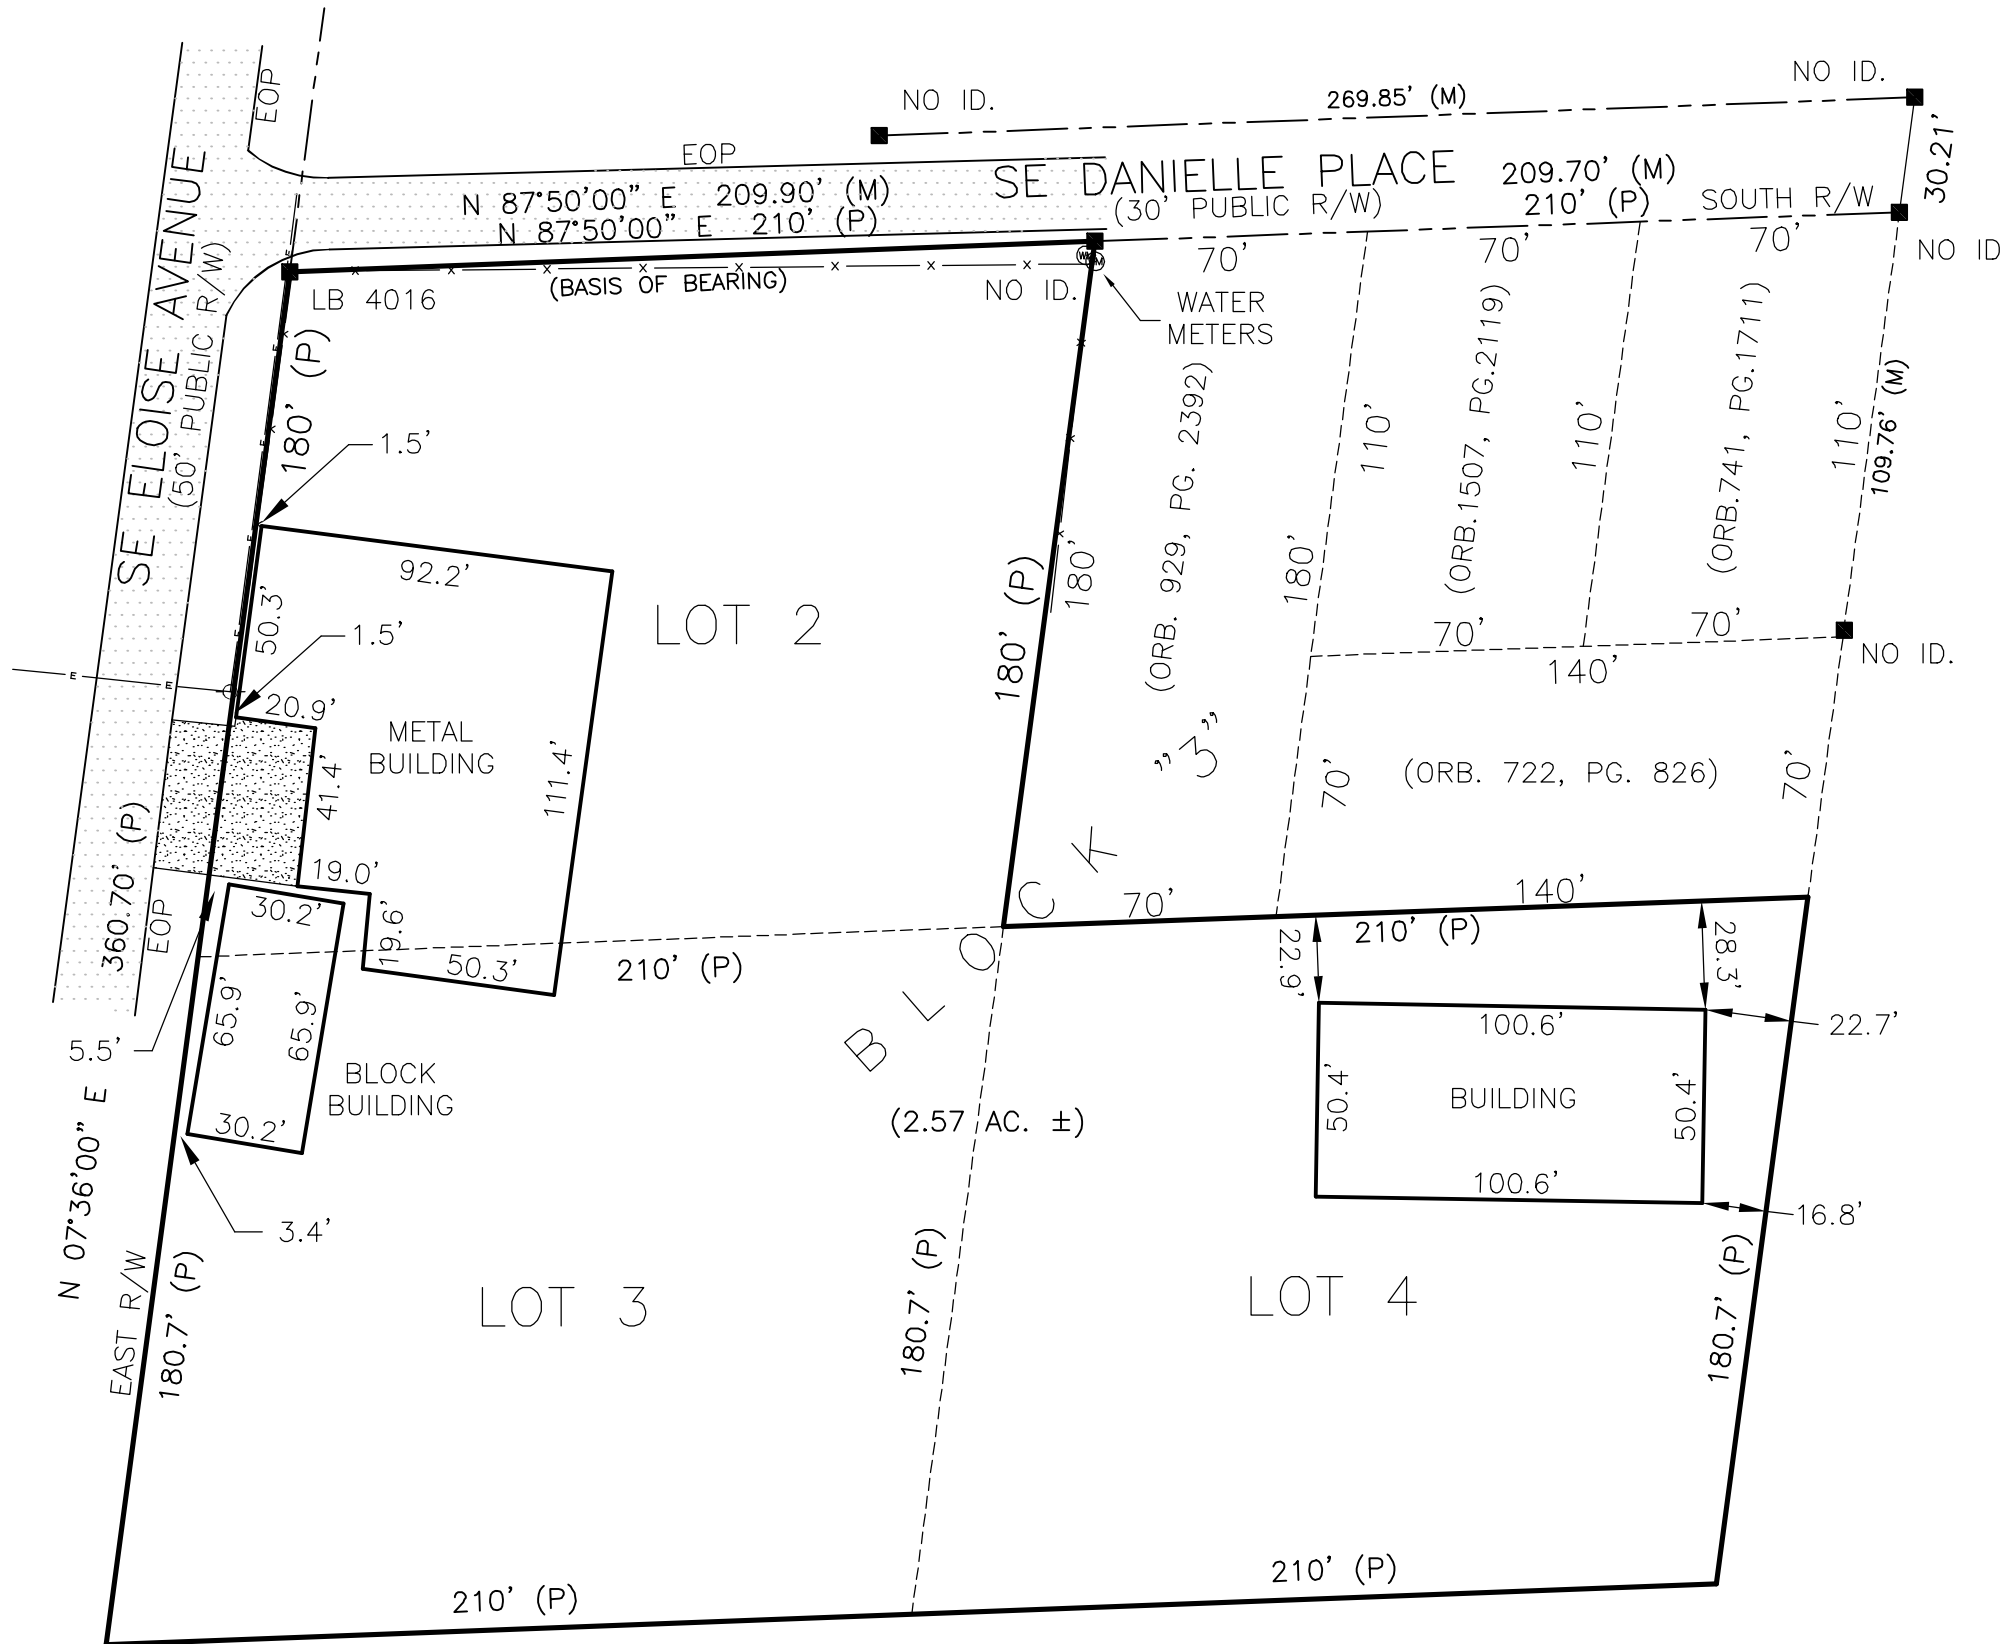 NO ID.
269.85' (M)
NO ID.
EOP
EOP
SE DANIELLE PLACE
209.70' (M)
30.21'
N 87°50'00" E 209.90' (M)
(30' PUBLIC R/W)
210' (P)
SOUTH R/W
N 87°50'00" E 210' (P)
70'
70'
70'
NO ID
SE ELOISE AVENUE
(50' PUBLIC R/W)
LB 4016
(BASIS OF BEARING)
NO ID.
WATER
METERS
180' (P)
1.5'
(ORB. 929, PG. 2392)
110'
(ORB.1507, PG.2119)
110'
(ORB.741, PG.1711)
110'
109.76' (M)
92.2'
50.3'
LOT 2
180' (P)
180'
180'
1.5'
70'
70'
NO ID.
140'
E
E
20.9'
METAL
BUILDING
41.4'
111.4'
"3"
70'
(ORB. 722, PG. 826)
70'
360.70' (P)
EOP
19.0'
30.2'
19.6'
50.3'
210' (P)
BLOCK
70'
140'
210' (P)
22.9'
28.3'
65.9'
65.9'
100.6'
22.7'
5.5'
BLOCK
BUILDING
50.4'
BUILDING
50.4'
N 07°36'00" E
30.2'
(2.57 AC. ±)
100.6'
16.8'
3.4'
EAST R/W
180.7' (P)
LOT 3
180.7' (P)
LOT 4
180.7' (P)
210' (P)
210' (P)